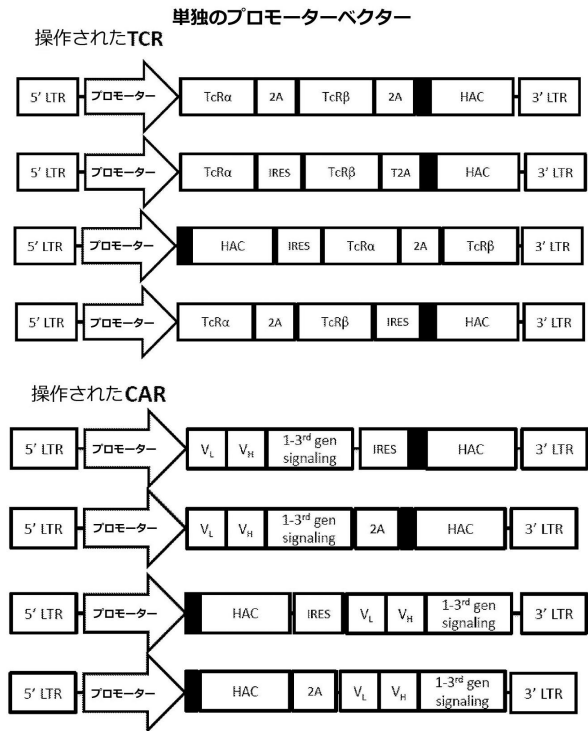 単独のプロモーターベクター
操作されたTCR
5' LTR プロモーター TcRα 2A TcRβ 2A HAC 3' LTR
5' LTR プロモーター TcRα IRES TcRβ T2A HAC 3' LTR
5' LTR プロモーター HAC IRES TcRα 2A TcRβ 3' LTR
5' LTR プロモーター TcRα 2A TcRβ IRES HAC 3' LTR
操作されたCAR
5' LTR プロモーター VL VH 1-3rd gen signaling IRES HAC 3' LTR
5' LTR プロモーター VL VH 1-3rd gen signaling 2A HAC 3' LTR
5' LTR プロモーター HAC IRES VL VH 1-3rd gen signaling 3' LTR
5' LTR プロモーター HAC 2A VL VH 1-3rd gen signaling 3' LTR